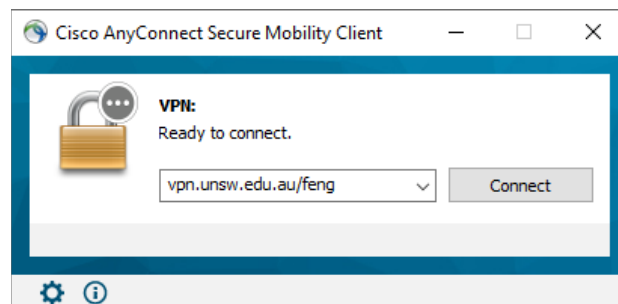 Cisco AnyConnect Secure Mobility Client
VPN:
Ready to connect.
vpn.unsw.edu.au/feng
Connect